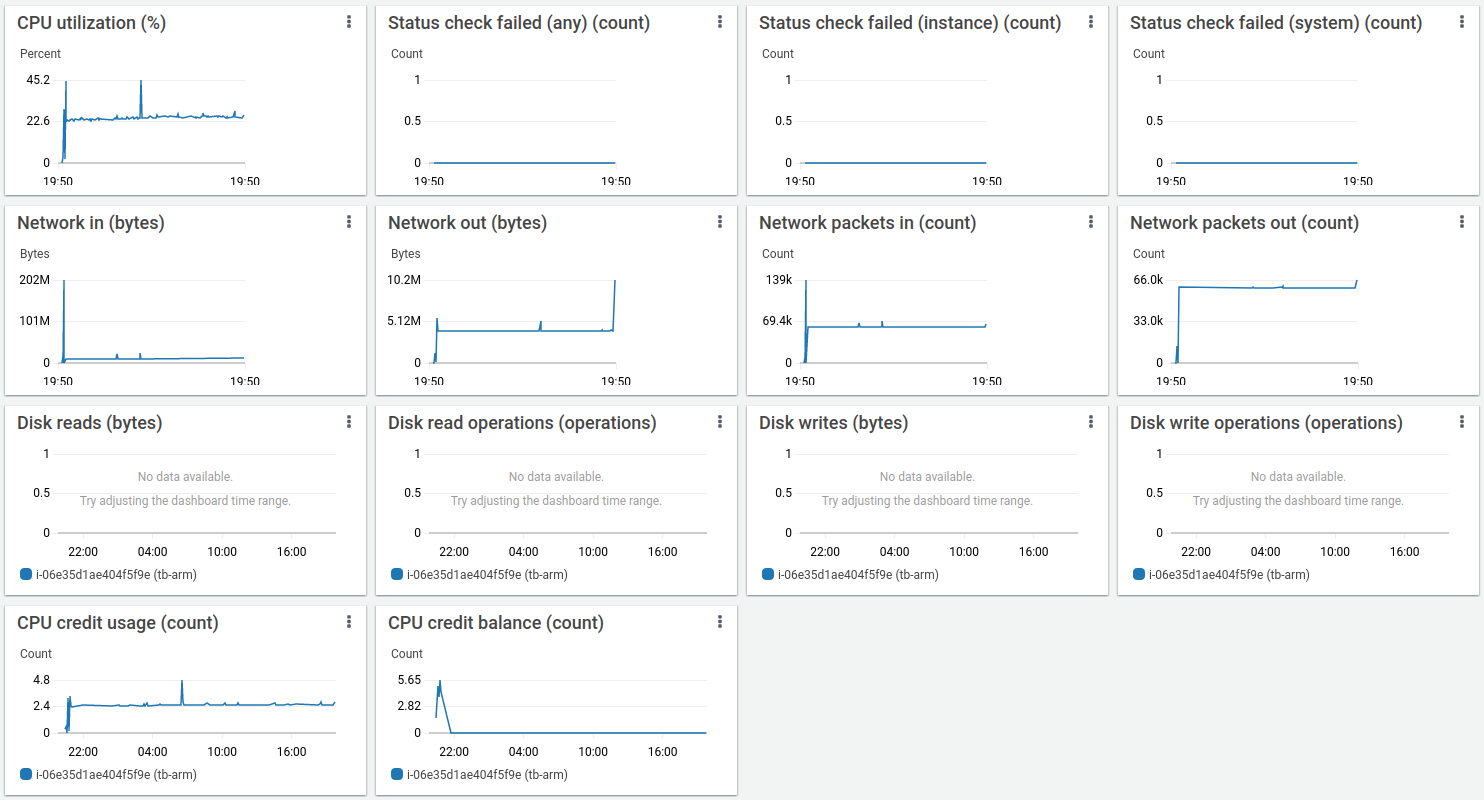 CPU utilization (%)
Percent
45.2
22.6
0
19:50 19:50
Status check failed (any) (count)
Count
1
0.5
0
19:50 19:50
Status check failed (instance) (count)
Count
1
0.5
0
19:50 19:50
Status check failed (system) (count)
Count
1
0.5
0
19:50 19:50
Network in (bytes)
Bytes
202M
101M
0
19:50 19:50
Network out (bytes)
Bytes
10.2M
5.12M
0
19:50 19:50
Network packets in (count)
Count
139k
69.4k
0
19:50 19:50
Network packets out (count)
Count
66.0k
33.0k
0
19:50 19:50
Disk reads (bytes)
1
No data available.
0.5
Try adjusting the dashboard time range.
0
22:00 04:00 10:00 16:00
i-06e35d1ae404f5f9e (tb-arm)
Disk read operations (operations)
1
No data available.
0.5
Try adjusting the dashboard time range.
0
22:00 04:00 10:00 16:00
i-06e35d1ae404f5f9e (tb-arm)
Disk writes (bytes)
1
No data available.
0.5
Try adjusting the dashboard time range.
0
22:00 04:00 10:00 16:00
i-06e35d1ae404f5f9e (tb-arm)
Disk write operations (operations)
1
No data available.
0.5
Try adjusting the dashboard time range.
0
22:00 04:00 10:00 16:00
i-06e35d1ae404f5f9e (tb-arm)
CPU credit usage (count)
Count
4.8
2.4
0
22:00 04:00 10:00 16:00
i-06e35d1ae404f5f9e (tb-arm)
CPU credit balance (count)
Count
5.65
2.82
0
22:00 04:00 10:00 16:00
i-06e35d1ae404f5f9e (tb-arm)